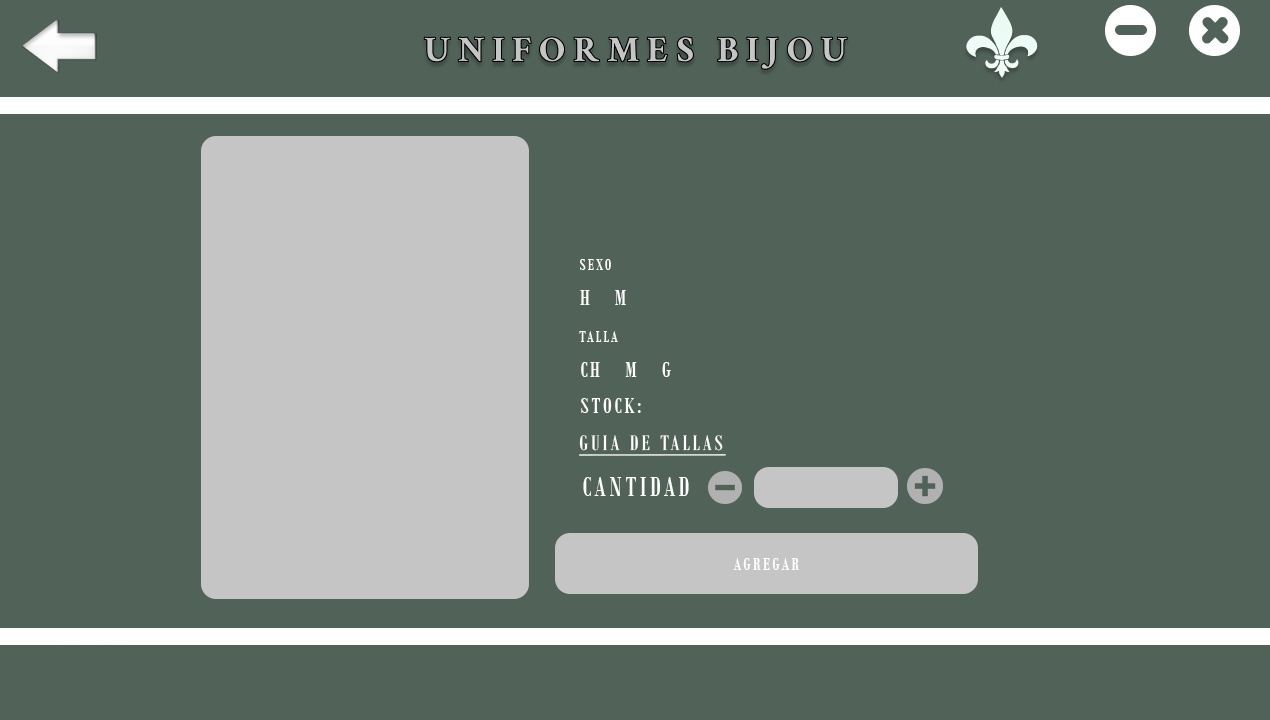 UNIFORMES BIJOU
SEXO
H M
TALLA
CH M G
STOCK:
GUIA DE TALLAS
CANTIDAD
AGREGAR